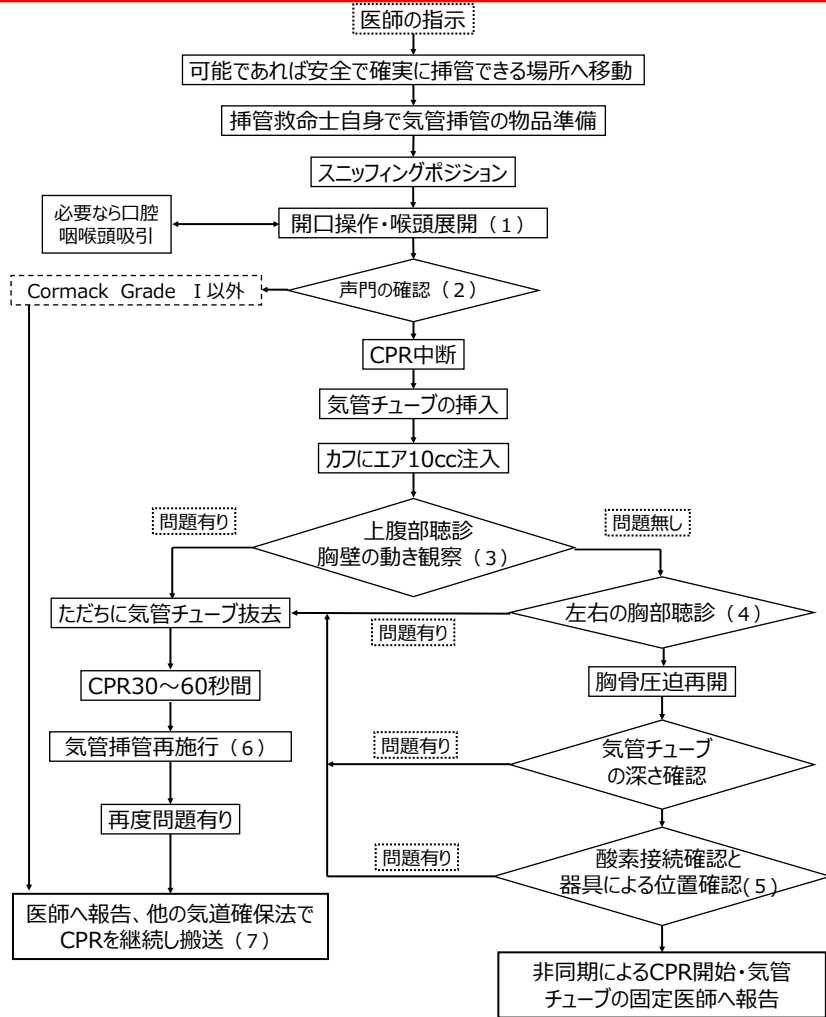 医師の指示
可能であれば安全で確実に挿管できる場所へ移動
挿管救命士自身で気管挿管の物品準備
スニッフィングポジション
必要なら口腔
咽喉頭吸引
開口操作・喉頭展開（１）
Cormack Grade Ⅰ以外
声門の確認（２）
CPR中断
気管チューブの挿入
カフにエア10cc注入
問題有り
上腹部聴診
胸壁の動き観察（３）
問題無し
ただちに気管チューブ抜去
問題有り
左右の胸部聴診（４）
CPR30～60秒間
胸骨圧迫再開
気管挿管再施行（６）
問題有り
気管チューブ
の深さ確認
再度問題有り
問題有り
酸素接続確認と
器具による位置確認(５)
医師へ報告、他の気道確保法で
CPRを継続し搬送（７）
非同期によるCPR開始・気管
チューブの固定医師へ報告